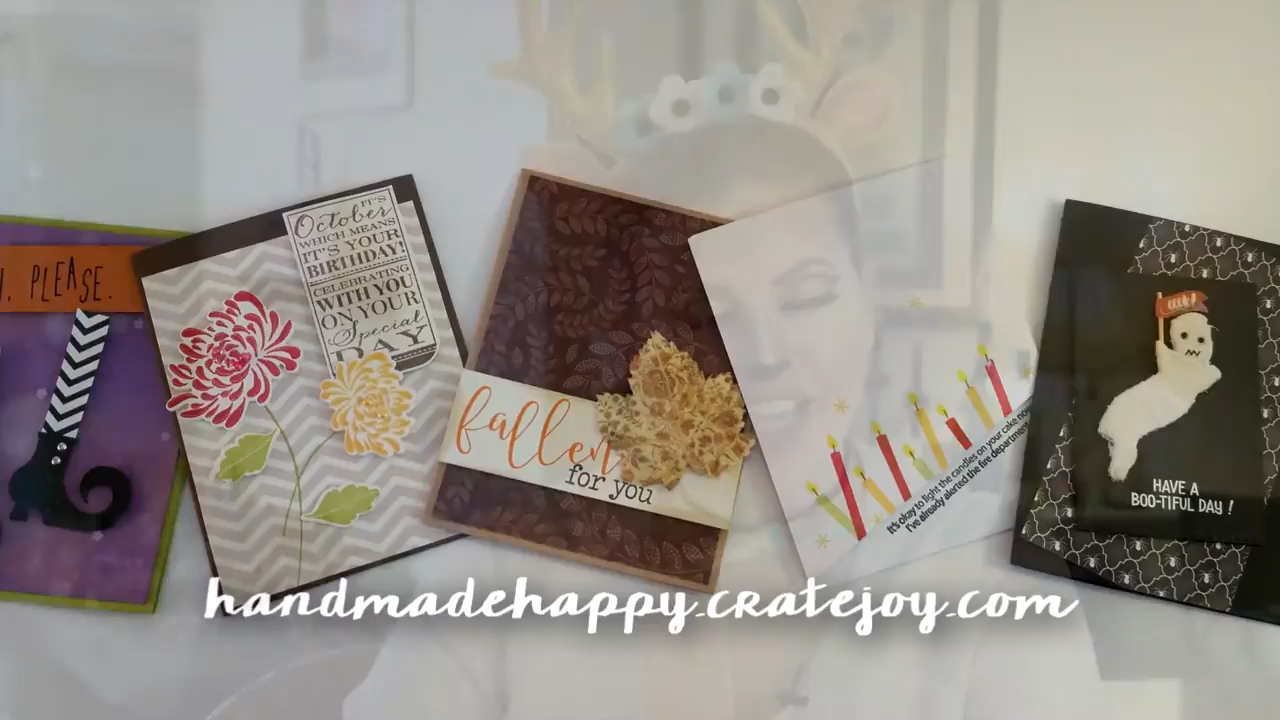 , PLEASE.
IT'S
October
WHICH MEANS
IT'S YOUR
BIRTHDAY!
CELEBRATING
WITH YOU
ON YOUR
Special
DAY
fallen
for you
It's okay to light the candles on your cake now
I've already alerted the fire department
EEEK!
HAVE A
BOO-TIFUL DAY!
handmadehappy.cratejoy.com